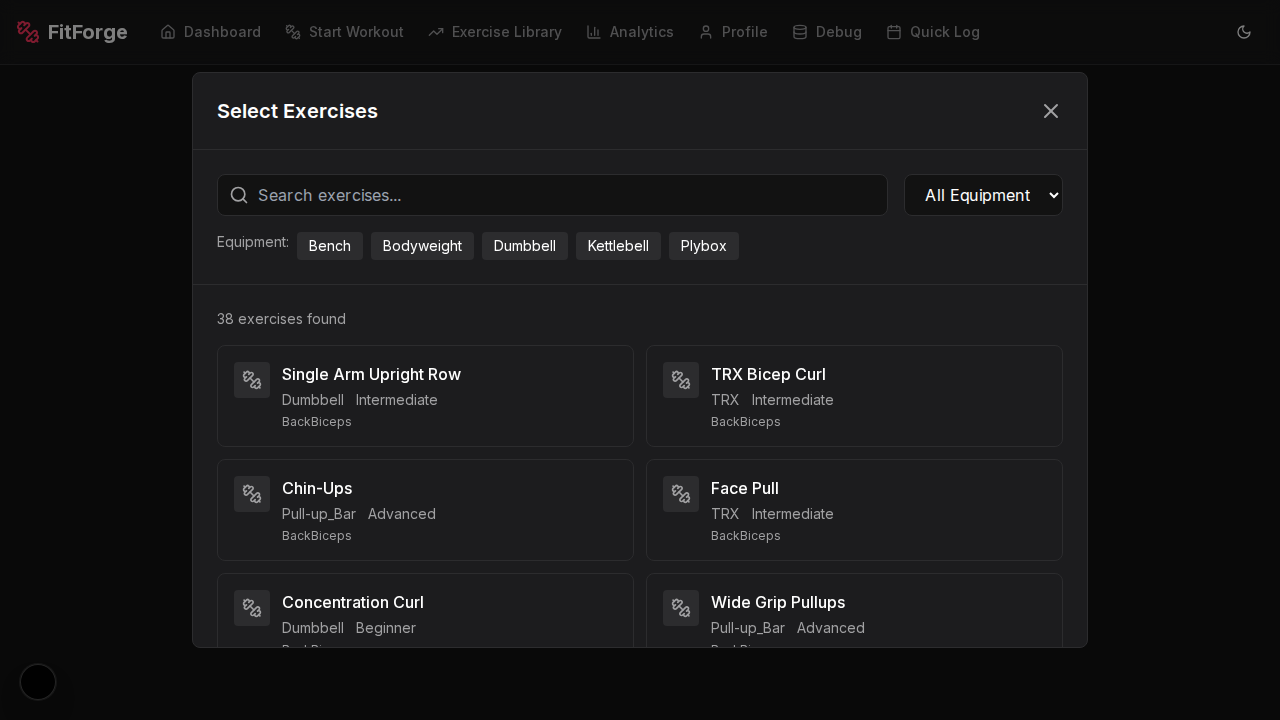 FitForge Dashboard Start Workout Exercise Library Analytics Profile Debug Quick Log
Select Exercises
Search exercises... All Equipment
Equipment: Bench Bodyweight Dumbbell Kettlebell Plybox
38 exercises found
Single Arm Upright Row
Dumbbell Intermediate
BackBiceps
TRX Bicep Curl
TRX Intermediate
BackBiceps
Chin-Ups
Pull-up_Bar Advanced
BackBiceps
Face Pull
TRX Intermediate
BackBiceps
Concentration Curl
Dumbbell Beginner
Wide Grip Pullups
Pull-up_Bar Advanced